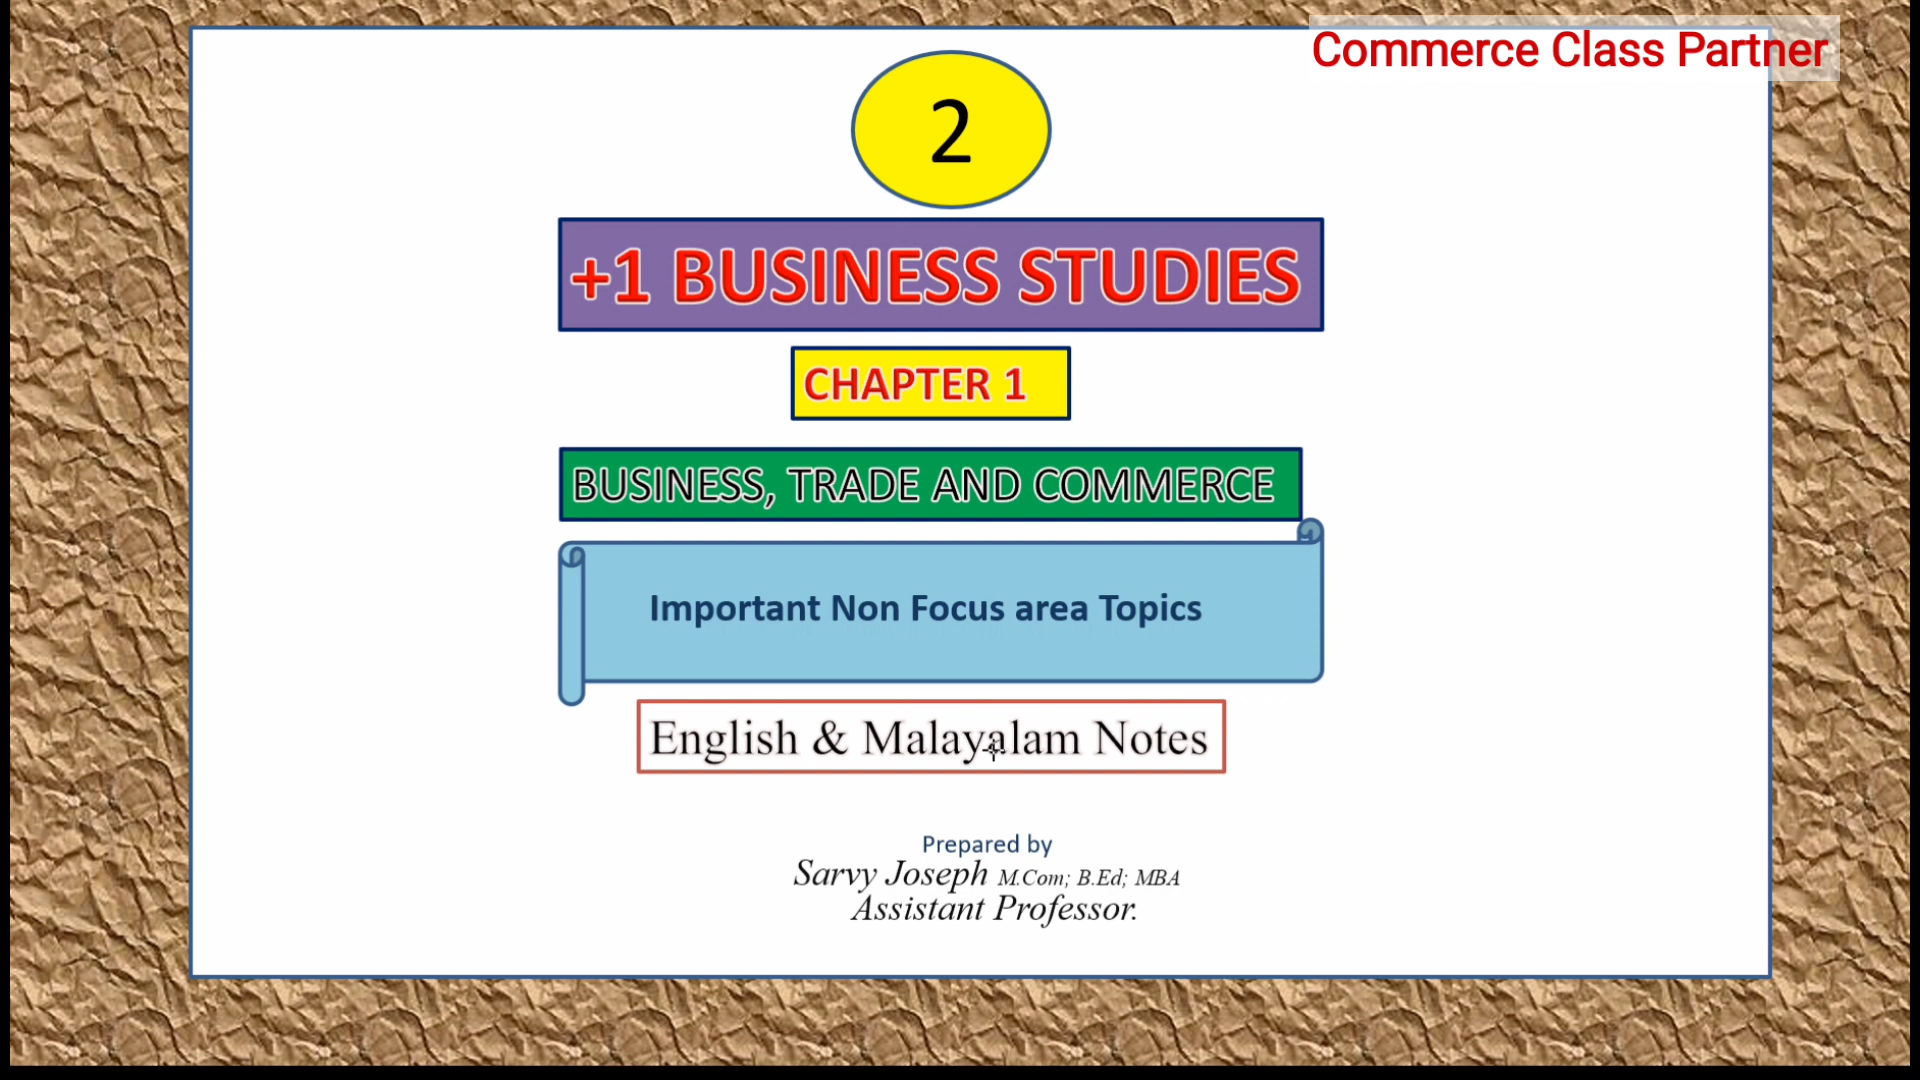 Commerce Class Partner
2
+1 BUSINESS STUDIES
CHAPTER 1
BUSINESS, TRADE AND COMMERCE
Important Non Focus area Topics
English & Malayalam Notes
Prepared by
Sarvy Joseph M.Com; B.Ed; MBA
Assistant Professor.